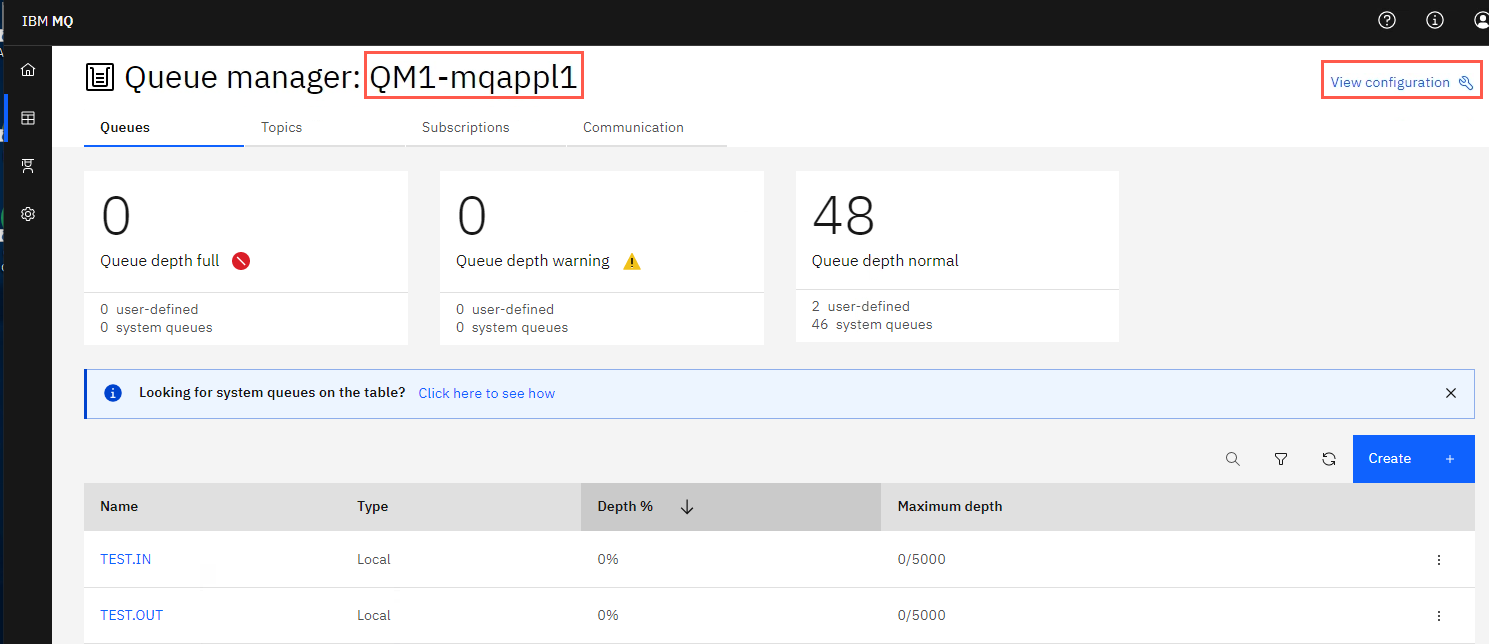 IBM MQ
Queue manager: QM1-mqappl1
View configuration
Queues Topics Subscriptions Communication
0 0 48
Queue depth full Queue depth warning Queue depth normal
0 user-defined 0 user-defined 2 user-defined
0 system queues 0 system queues 46 system queues
Looking for system queues on the table? Click here to see how
Create +
Name Type Depth % Maximum depth
TEST.IN Local 0% 0/5000
TEST.OUT Local 0% 0/5000